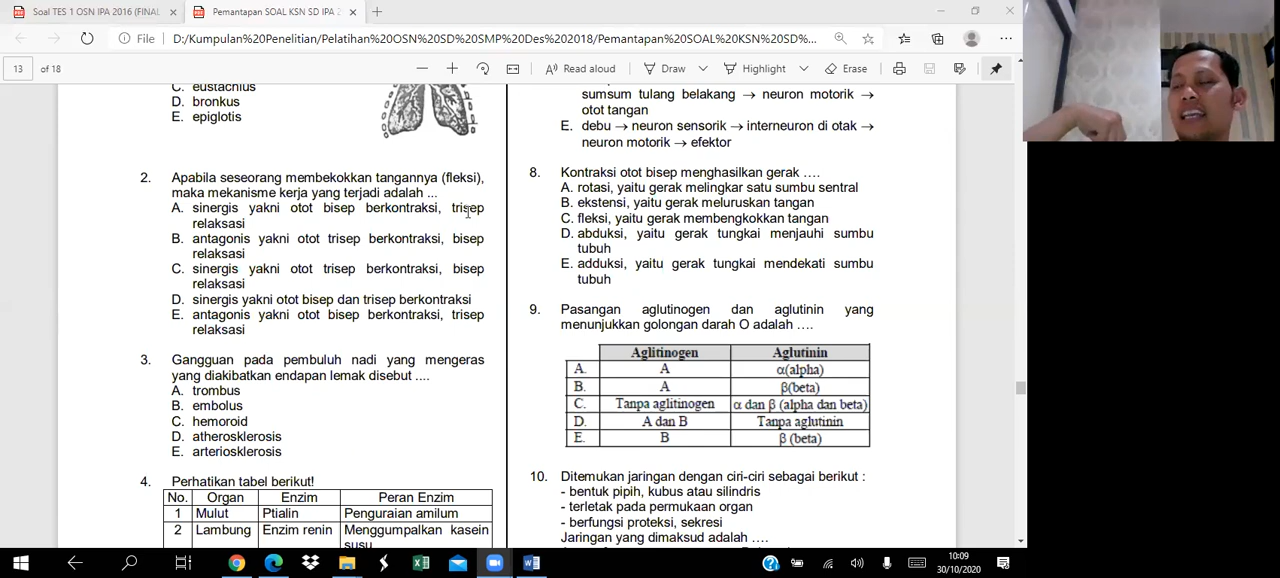 Soal TES 1 OSN IPA 2016 (FINAL
Pemantapan SOAL KSN SD IPA 2
File
D:/Kumpulan%20Penelitian/Pelatihan%20OSN%20SD%20SMP%20Des%202018/Pemantapan%20SOAL%20KSN%20SD%...
13 of 18
Read aloud
Draw
Highlight
Erase
C. eustachius
D. bronkus
E. epiglotis
2. Apabila seseorang membekokkan tangannya (fleksi),
maka mekanisme kerja yang terjadi adalah ...
A. sinergis yakni otot bisep berkontraksi, trisep
relaksasi
B. antagonis yakni otot trisep berkontraksi, bisep
relaksasi
C. sinergis yakni otot trisep berkontraksi, bisep
relaksasi
D. sinergis yakni otot bisep dan trisep berkontraksi
E. antagonis yakni otot bisep berkontraksi, trisep
relaksasi
3. Gangguan pada pembuluh nadi yang mengeras
yang diakibatkan endapan lemak disebut ....
A. trombus
B. embolus
C. hemoroid
D. atherosklerosis
E. arteriosklerosis
4. Perhatikan tabel berikut!
No. Organ Enzim Peran Enzim
1 Mulut Ptialin Penguraian amilum
2 Lambung Enzim renin Menggumpalkan kasein
susu
sumsum tulang belakang → neuron motorik →
otot tangan
E. debu → neuron sensorik → interneuron di otak →
neuron motorik → efektor
8. Kontraksi otot bisep menghasilkan gerak ....
A. rotasi, yaitu gerak melingkar satu sumbu sentral
B. ekstensi, yaitu gerak meluruskan tangan
C. fleksi, yaitu gerak membengkokkan tangan
D. abduksi, yaitu gerak tungkai menjauhi sumbu
tubuh
E. adduksi, yaitu gerak tungkai mendekati sumbu
tubuh
9. Pasangan aglutinogen dan aglutinin yang
menunjukkan golongan darah O adalah ....
Aglitinogen Aglutinin
A. A α(alpha)
B. A β(beta)
C. Tanpa aglitinogen α dan β (alpha dan beta)
D. A dan B Tanpa aglutinin
E. B β (beta)
10. Ditemukan jaringan dengan ciri-ciri sebagai berikut :
- bentuk pipih, kubus atau silindris
- terletak pada permukaan organ
- berfungsi proteksi, sekresi
Jaringan yang dimaksud adalah ....
10:09
30/10/2020